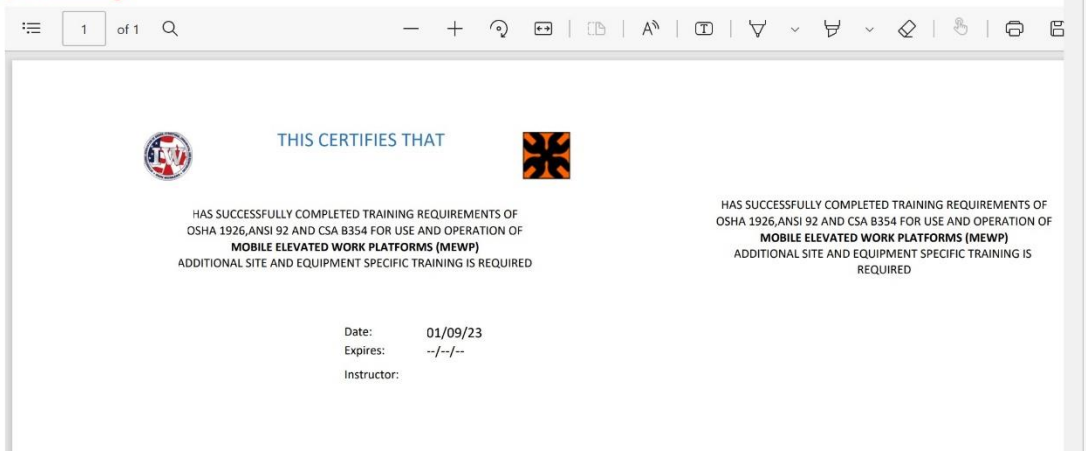 1 of 1
THIS CERTIFIES THAT
HAS SUCCESSFULLY COMPLETED TRAINING REQUIREMENTS OF
OSHA 1926,ANSI 92 AND CSA B354 FOR USE AND OPERATION OF
MOBILE ELEVATED WORK PLATFORMS (MEWP)
ADDITIONAL SITE AND EQUIPMENT SPECIFIC TRAINING IS REQUIRED
Date: 01/09/23
Expires: --/--/--
Instructor:
HAS SUCCESSFULLY COMPLETED TRAINING REQUIREMENTS OF
OSHA 1926,ANSI 92 AND CSA B354 FOR USE AND OPERATION OF
MOBILE ELEVATED WORK PLATFORMS (MEWP)
ADDITIONAL SITE AND EQUIPMENT SPECIFIC TRAINING IS
REQUIRED